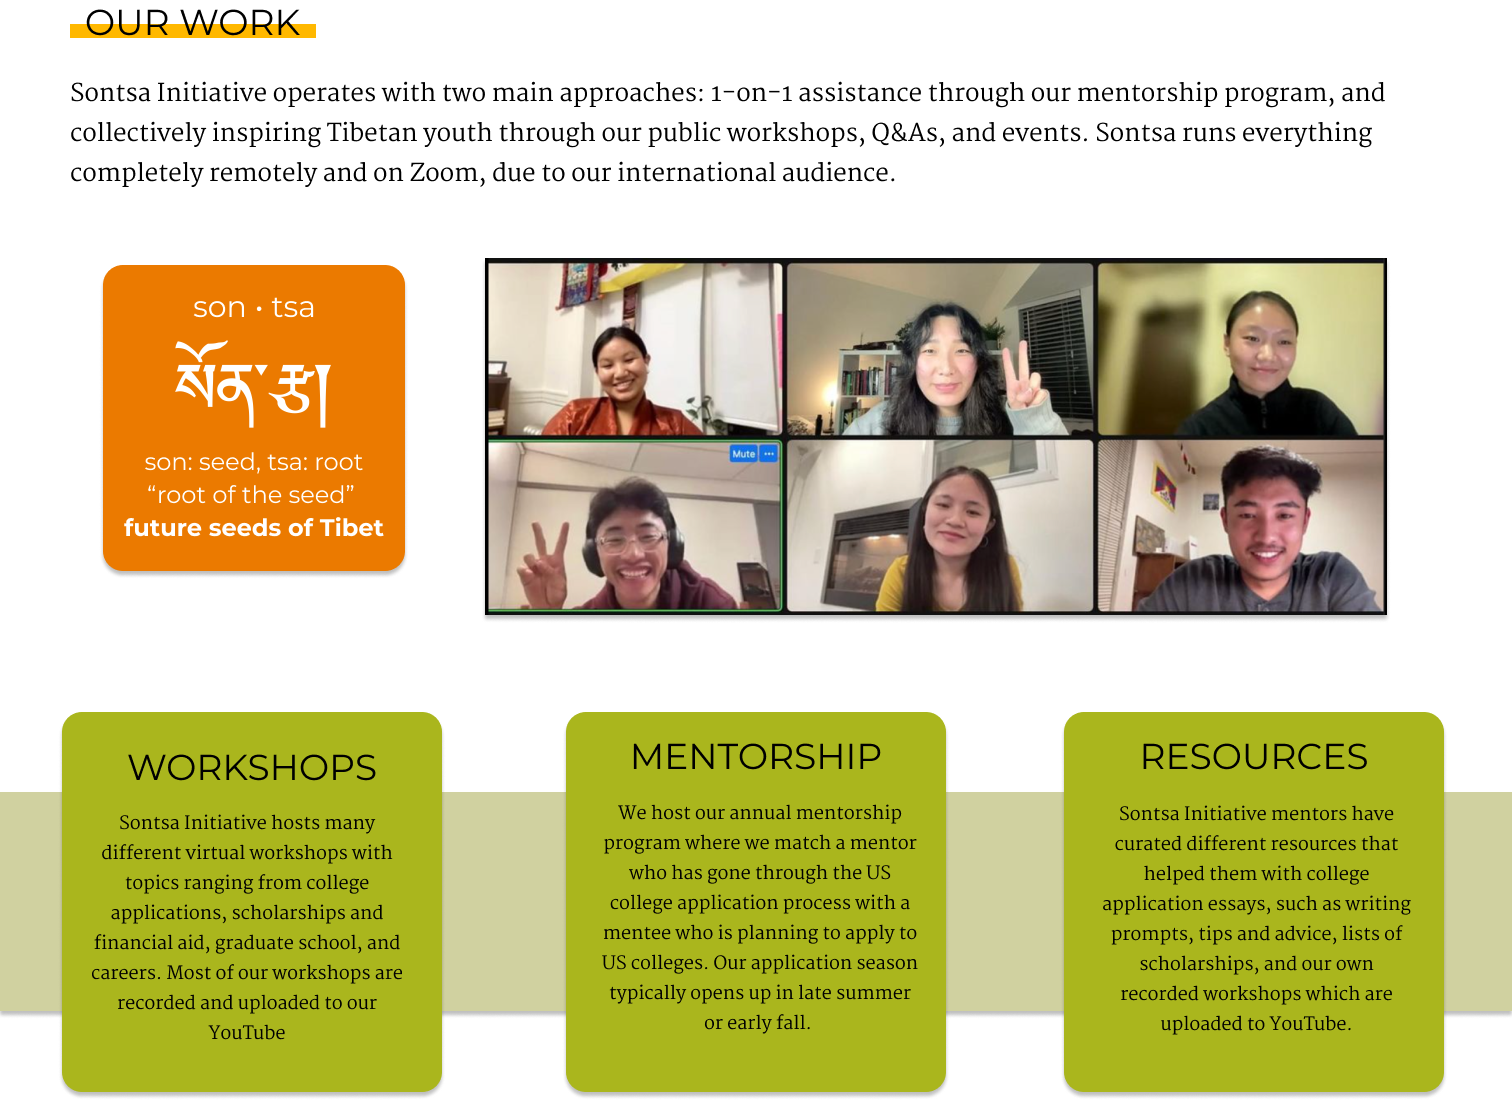 OUR WORK
Sontsa Initiative operates with two main approaches: 1-on-1 assistance through our mentorship program, and
collectively inspiring Tibetan youth through our public workshops, Q&As, and events. Sontsa runs everything
completely remotely and on Zoom, due to our international audience.
son • tsa
སོན་རྩ།
son: seed, tsa: root
“root of the seed”
future seeds of Tibet
Mute ···
WORKSHOPS
Sontsa Initiative hosts many
different virtual workshops with
topics ranging from college
applications, scholarships and
financial aid, graduate school, and
careers. Most of our workshops are
recorded and uploaded to our
YouTube
MENTORSHIP
We host our annual mentorship
program where we match a mentor
who has gone through the US
college application process with a
mentee who is planning to apply to
US colleges. Our application season
typically opens up in late summer
or early fall.
RESOURCES
Sontsa Initiative mentors have
curated different resources that
helped them with college
application essays, such as writing
prompts, tips and advice, lists of
scholarships, and our own
recorded workshops which are
uploaded to YouTube.